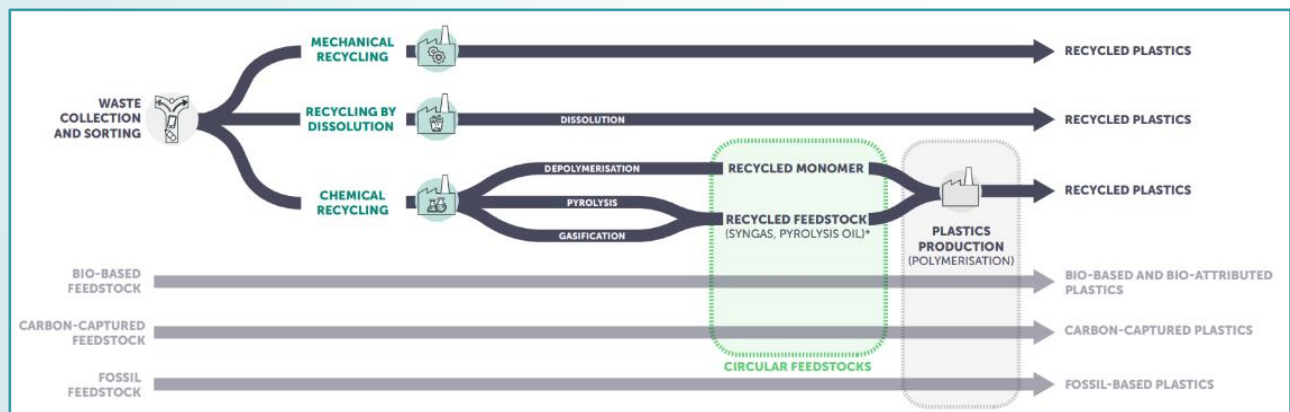 MECHANICAL
RECYCLING
RECYCLED PLASTICS
WASTE
COLLECTION
AND SORTING
RECYCLING BY
DISSOLUTION
DISSOLUTION
RECYCLED PLASTICS
CHEMICAL
RECYCLING
DEPOLYMERISATION
PYROLYSIS
GASIFICATION
RECYCLED MONOMER
RECYCLED FEEDSTOCK
(SYNGAS, PYROLYSIS OIL)*
PLASTICS
PRODUCTION
(POLYMERISATION)
RECYCLED PLASTICS
BIO-BASED
FEEDSTOCK
BIO-BASED AND BIO-ATTRIBUTED
PLASTICS
CARBON-CAPTURED
FEEDSTOCK
CARBON-CAPTURED PLASTICS
CIRCULAR FEEDSTOCKS
FOSSIL
FEEDSTOCK
FOSSIL-BASED PLASTICS